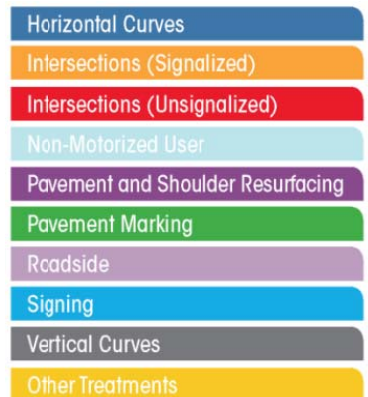 Horizontal Curves
Intersections (Signalized)
Intersections (Unsignalized)
Non-Motorized User
Pavement and Shoulder Resurfacing
Pavement Marking
Roadside
Signing
Vertical Curves
Other Treatments